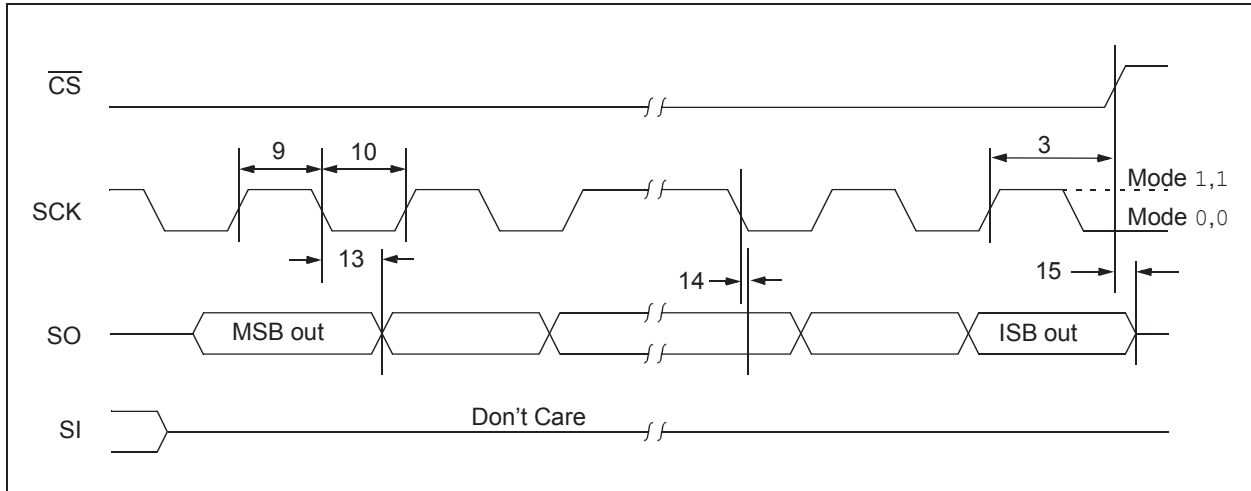 CS
9
10
3
SCK
Mode 1,1
Mode 0,0
13
14
15
SO
MSB out
ISB out
SI
Don't Care